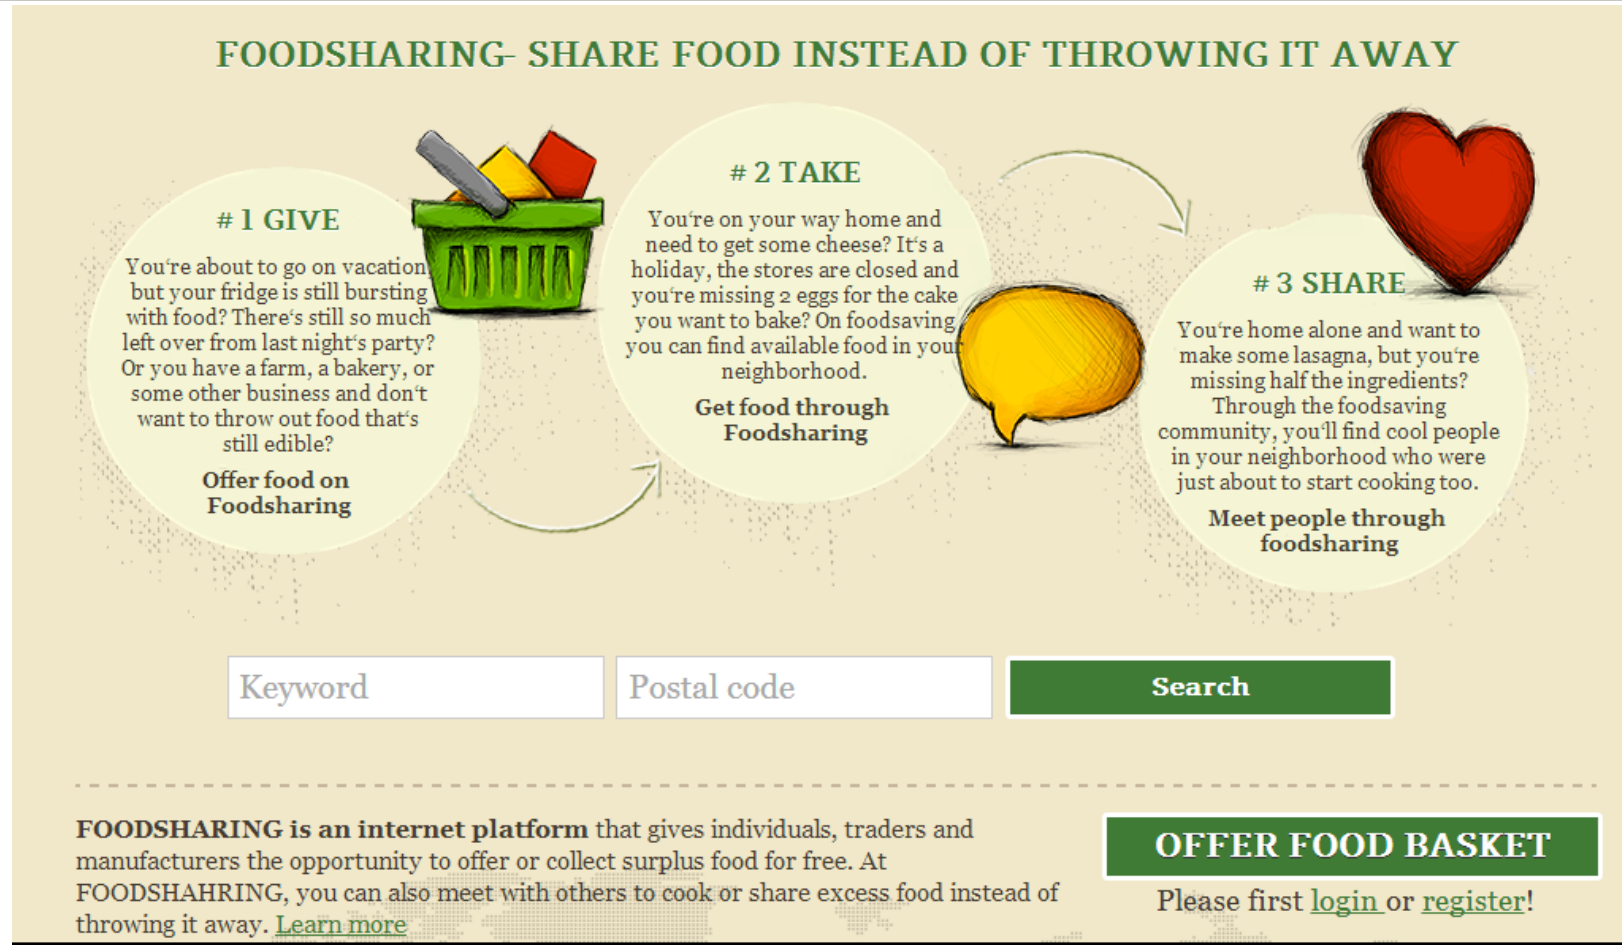 FOODSHARING- SHARE FOOD INSTEAD OF THROWING IT AWAY
# 1 GIVE
You‘re about to go on vacation
but your fridge is still bursting
with food? There‘s still so much
left over from last night‘s party?
Or you have a farm, a bakery, or
some other business and don‘t
want to throw out food that‘s
still edible?
Offer food on
Foodsharing
# 2 TAKE
You‘re on your way home and
need to get some cheese? It‘s a
holiday, the stores are closed and
you‘re missing 2 eggs for the cake
you want to bake? On foodsaving
you can find available food in your
neighborhood.
Get food through
Foodsharing
# 3 SHARE
You‘re home alone and want to
make some lasagna, but you‘re
missing half the ingredients?
Through the foodsaving
community, you‘ll find cool people
in your neighborhood who were
just about to start cooking too.
Meet people through
foodsharing
Keyword
Postal code
Search
FOODSHARING is an internet platform that gives individuals, traders and
manufacturers the opportunity to offer or collect surplus food for free. At
FOODSHAHRING, you can also meet with others to cook or share excess food instead of
throwing it away. Learn more
OFFER FOOD BASKET
Please first login or register!